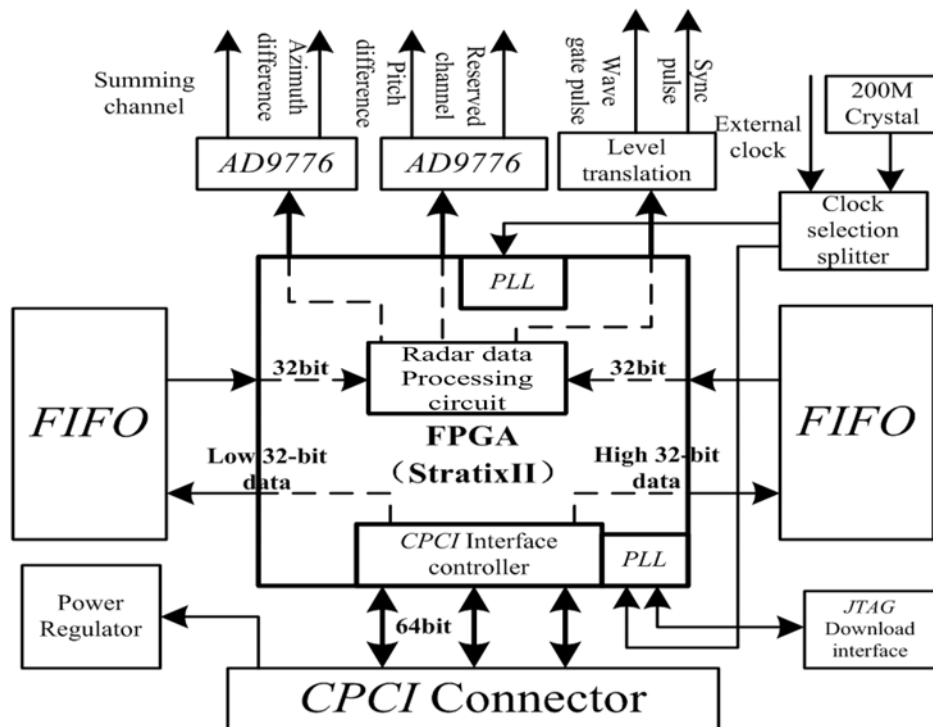 Summing
channel
difference
Azimuth
difference
Pitch
channel
Reserved
gate pulse
Wave
pulse
Sync
External
clock
200M
Crystal
AD9776
AD9776
Level
translation
Clock
selection
splitter
PLL
FIFO
32bit
Radar data
Processing
circuit
32bit
FIFO
FPGA
（StratixII）
Low 32-bit
data
High 32-bit
data
CPCI Interface
controller
PLL
Power
Regulator
64bit
JTAG
Download
interface
CPCI Connector